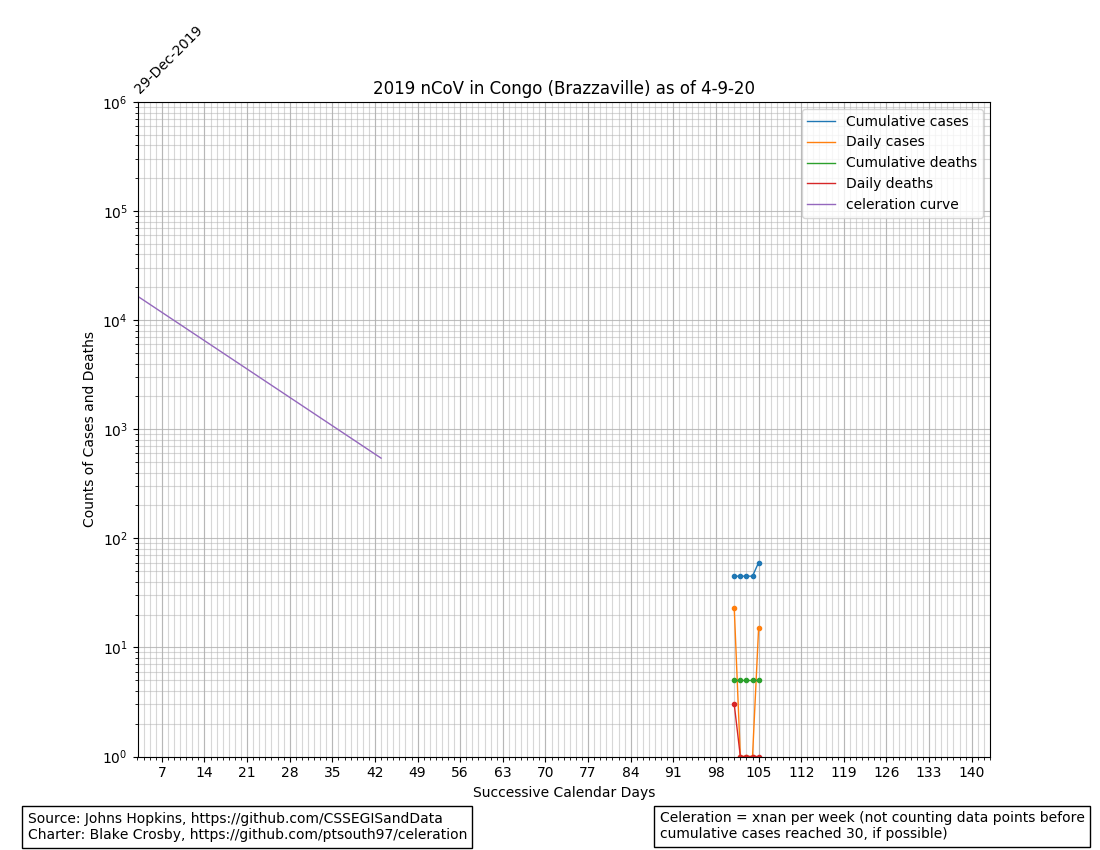 29-Dec-2019
2019 nCoV in Congo (Brazzaville) as of 4-9-20
Cumulative cases
Daily cases
Cumulative deaths
Daily deaths
celeration curve
Counts of Cases and Deaths
10^6
10^5
10^4
10^3
10^2
10^1
10^0
7 14 21 28 35 42 49 56 63 70 77 84 91 98 105 112 119 126 133 140
Successive Calendar Days
Source: Johns Hopkins, https://github.com/CSSEGISandData
Charter: Blake Crosby, https://github.com/ptsouth97/celeration
Celeration = xnan per week (not counting data points before
cumulative cases reached 30, if possible)